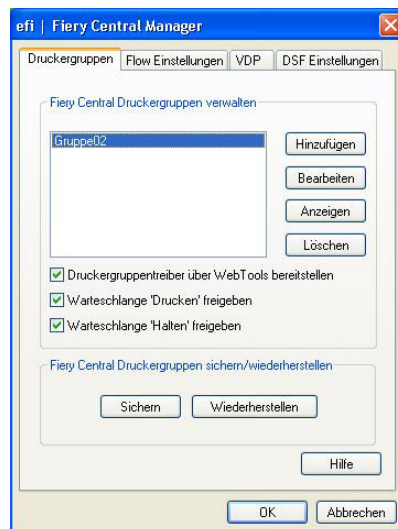 efi | Fiery Central Manager
Druckergruppen Flow Einstellungen VDP DSF Einstellungen
Fiery Central Druckergruppen verwalten
Gruppe02
Hinzufügen
Bearbeiten
Anzeigen
Löschen
Druckergruppentreiber über WebTools bereitstellen
Warteschlange 'Drucken' freigeben
Warteschlange 'Halten' freigeben
Fiery Central Druckergruppen sichern/wiederherstellen
Sichern Wiederherstellen
Hilfe
OK Abbrechen